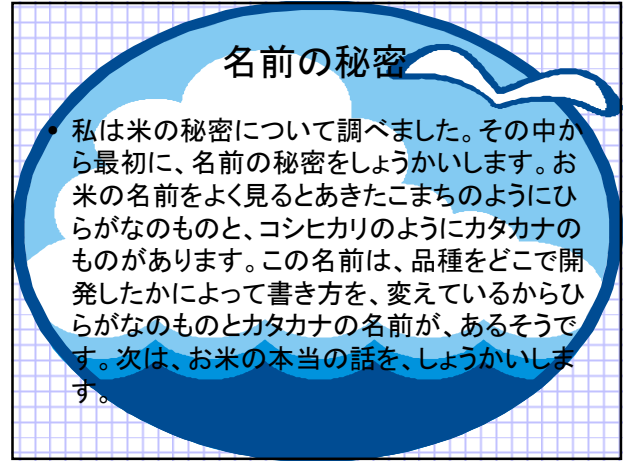 名前の秘密
• 私は米の秘密について調べました。その中か
ら最初に、名前の秘密をしょうかいします。お
米の名前をよく見るとあきたこまちのようにひ
らがなのものと、コシヒカリのようにカタカナの
ものがあります。この名前は、品種をどこで開
発したかによって書き方を、変えているからひ
らがなのものとカタカナの名前が、あるそうで
す。次は、お米の本当の話を、しょうかいしま
す。